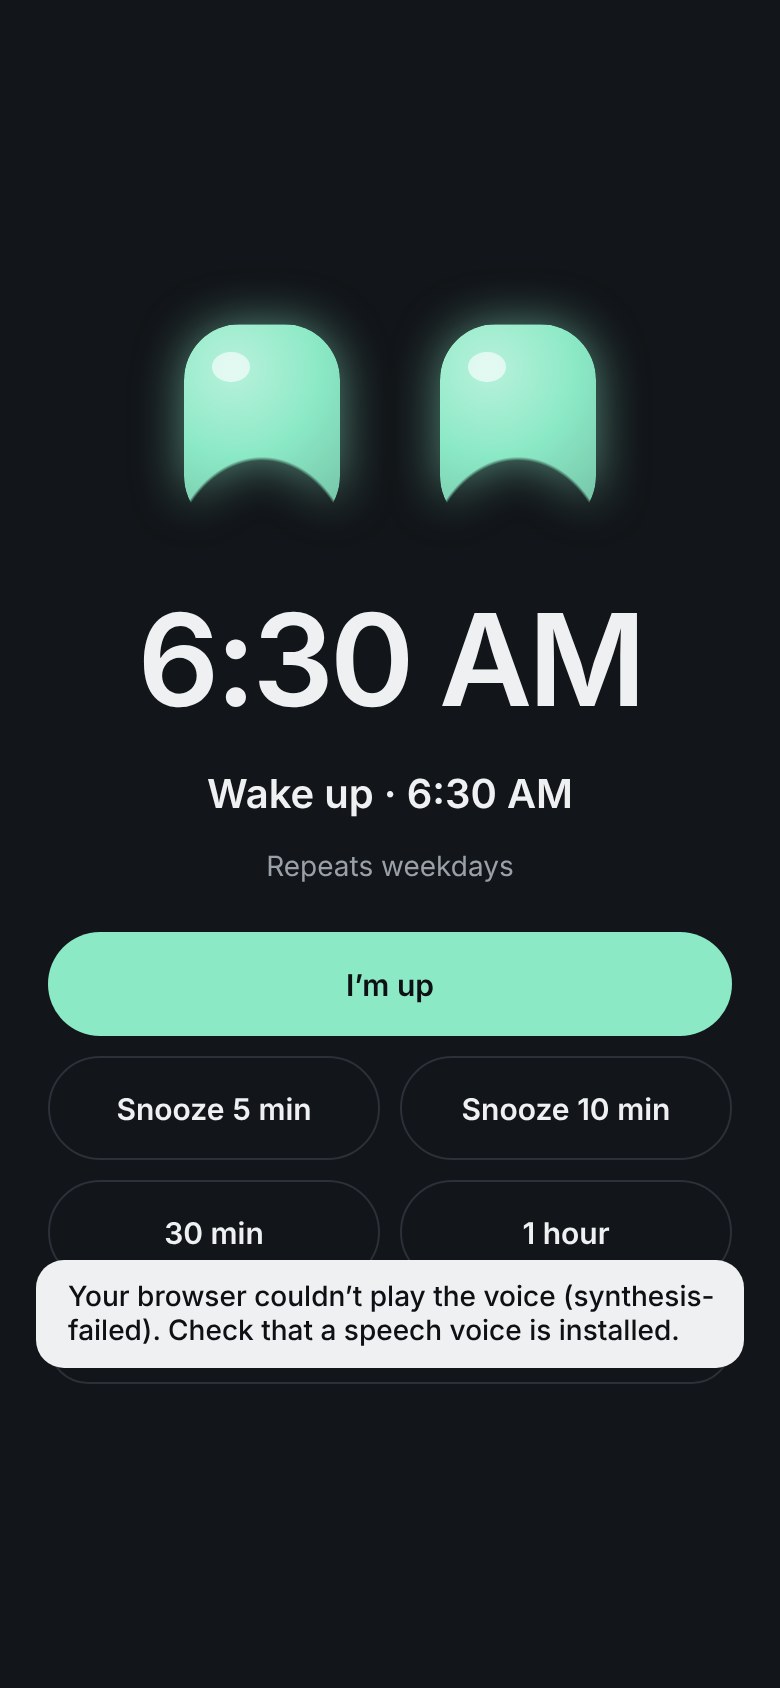 6:30 AM
Wake up · 6:30 AM
Repeats weekdays
I’m up
Snooze 5 min
Snooze 10 min
30 min
1 hour
Your browser couldn’t play the voice (synthesis-
failed). Check that a speech voice is installed.